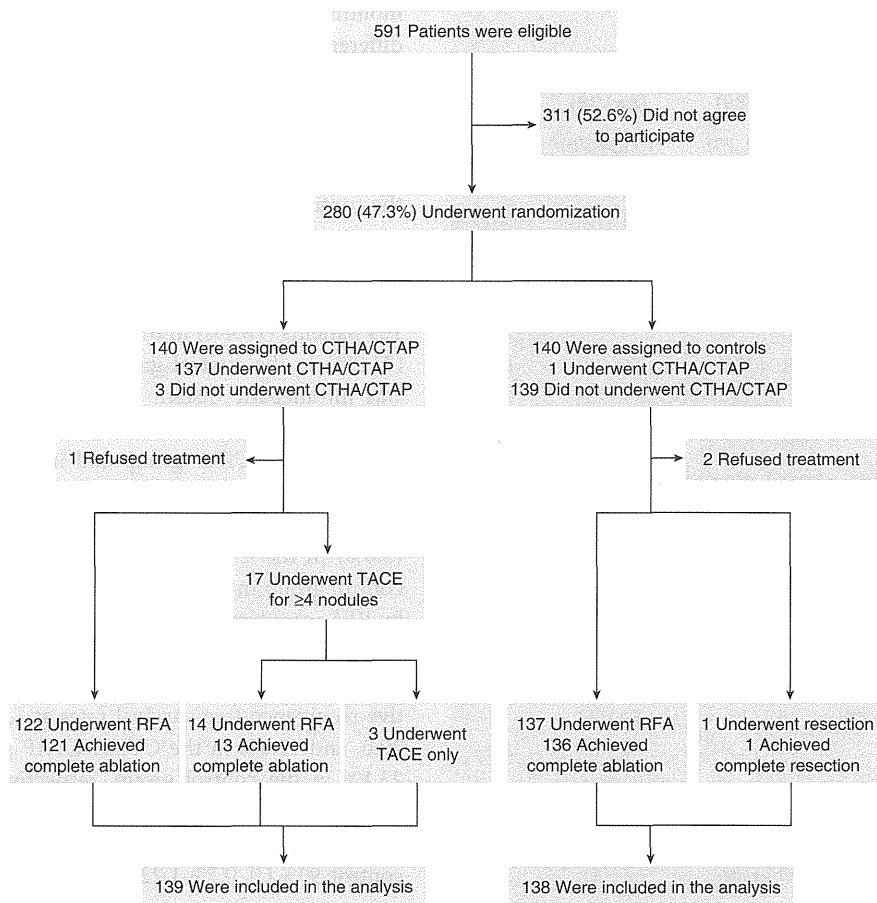 591 Patients were eligible
311 (52.6%) Did not agree
to participate
280 (47.3%) Underwent randomization
140 Were assigned to CTHA/CTAP
137 Underwent CTHA/CTAP
3 Did not underwent CTHA/CTAP
140 Were assigned to controls
1 Underwent CTHA/CTAP
139 Did not underwent CTHA/CTAP
1 Refused treatment
2 Refused treatment
17 Underwent TACE
for ≥4 nodules
122 Underwent RFA
121 Achieved
complete ablation
14 Underwent RFA
13 Achieved
complete ablation
3 Underwent
TACE only
137 Underwent RFA
136 Achieved
complete ablation
1 Underwent resection
1 Achieved
complete resection
139 Were included in the analysis
138 Were included in the analysis